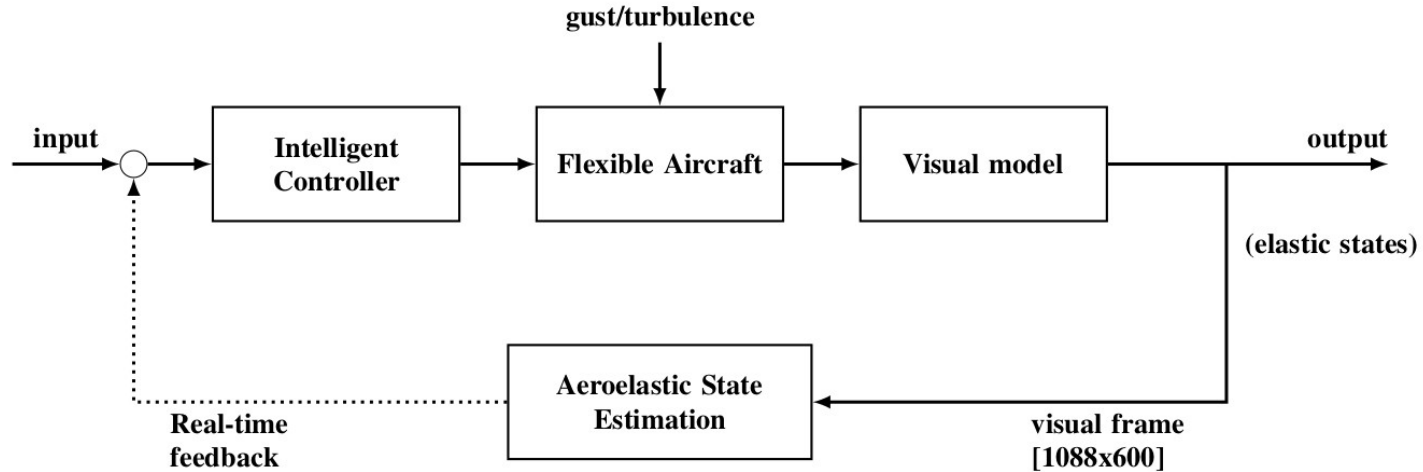 gust/turbulence
input
Intelligent
Controller
Flexible Aircraft
Visual model
output
(elastic states)
Aeroelastic State
Estimation
Real-time
feedback
visual frame
[1088x600]